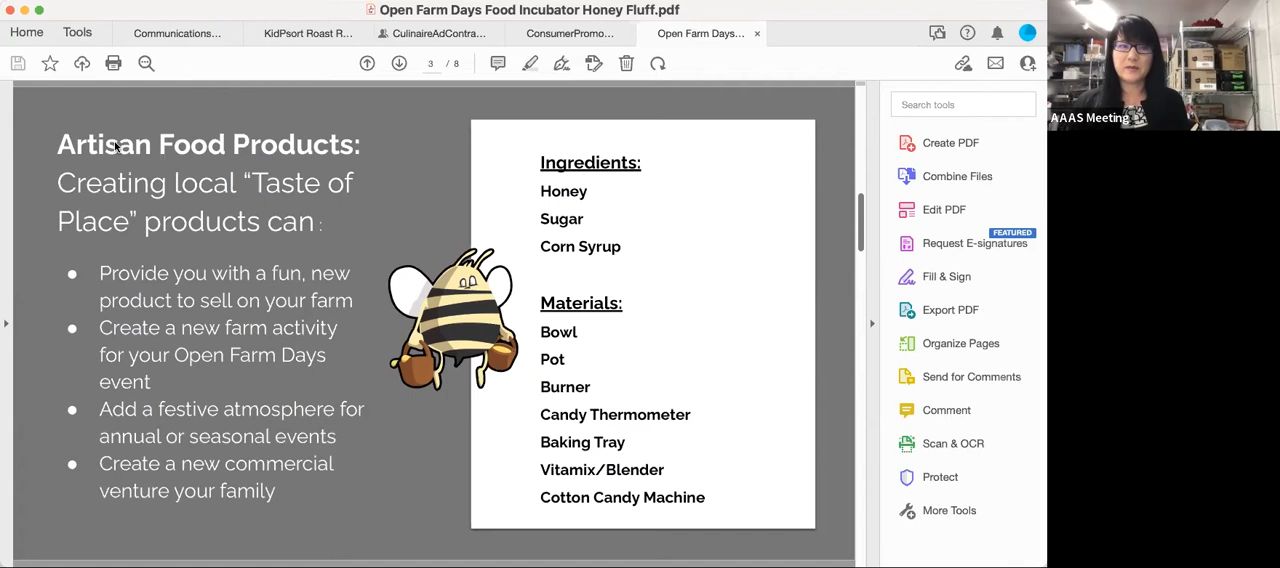 Open Farm Days Food Incubator Honey Fluff.pdf
Home
Tools
Communications...
KidPsort Roast R...
CulinaireAdContra...
ConsumerPromo...
Open Farm Days... ×
3 / 8
Artisan Food Products:
Creating local “Taste of
Place” products can :
● Provide you with a fun, new
product to sell on your farm
● Create a new farm activity
for your Open Farm Days
event
● Add a festive atmosphere for
annual or seasonal events
● Create a new commercial
venture your family
Ingredients:
Honey
Sugar
Corn Syrup
Materials:
Bowl
Pot
Burner
Candy Thermometer
Baking Tray
Vitamix/Blender
Cotton Candy Machine
Search tools
Create PDF
Combine Files
Edit PDF
FEATURED
Request E-signatures
Fill & Sign
Export PDF
Organize Pages
Send for Comments
Comment
Scan & OCR
Protect
More Tools
AAAS Meeting